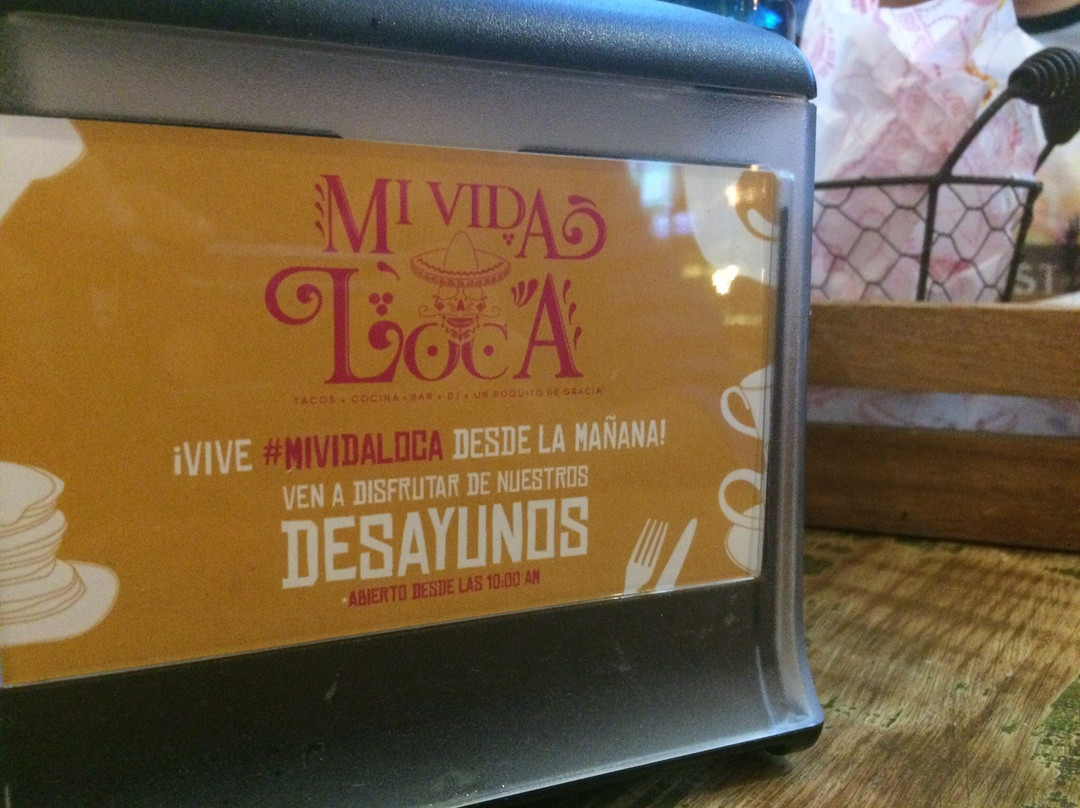 MI VIDA
LOCA
TACOS • COCINA • BAR • DJ • UN POQUITO DE GRACIA
¡VIVE #MIVIDALOCA DESDE LA MAÑANA!
VEN A DISFRUTAR DE NUESTROS
DESAYUNOS
ABIERTO DESDE LAS 10:00 AM